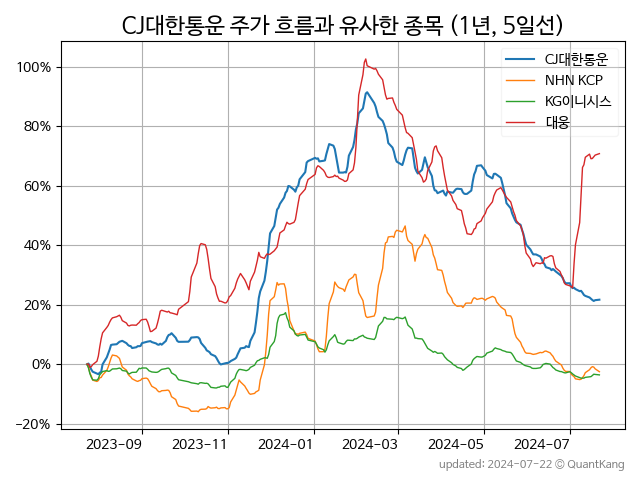 CJ대한통운 주가 흐름과 유사한 종목 (1년, 5일선)
CJ대한통운
NHN KCP
KG이니시스
대웅
100%
80%
60%
40%
20%
0%
−20%
2023-09
2023-11
2024-01
2024-03
2024-05
2024-07
updated: 2024-07-22 © QuantKang